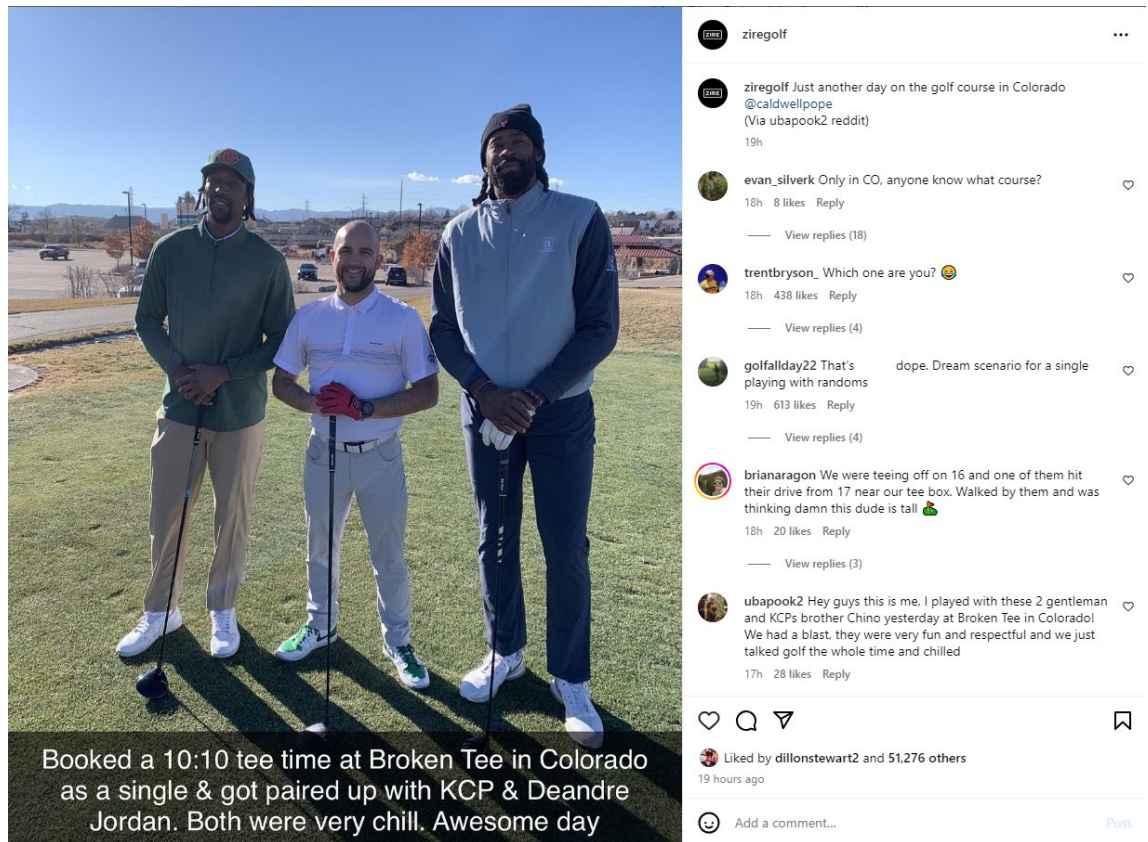 Booked a 10:10 tee time at Broken Tee in Colorado
as a single & got paired up with KCP & Deandre
Jordan. Both were very chill. Awesome day
ZIRE
ziregolf
ZIRE
ziregolf Just another day on the golf course in Colorado
@caldwellpope
(Via ubapook2 reddit)
19h
evan_silverk Only in CO, anyone know what course?
18h 8 likes Reply
View replies (18)
trentbryson_ Which one are you? 😂
18h 438 likes Reply
View replies (4)
golfallday22 That's dope. Dream scenario for a single
playing with randoms
19h 613 likes Reply
View replies (4)
brianaragon We were teeing off on 16 and one of them hit
their drive from 17 near our tee box. Walked by them and was
thinking damn this dude is tall ⛳
18h 20 likes Reply
View replies (3)
ubapook2 Hey guys this is me, I played with these 2 gentleman
and KCPs brother Chino yesterday at Broken Tee in Colorado!
We had a blast, they were very fun and respectful and we just
talked golf the whole time and chilled
17h 28 likes Reply
Liked by dillonstewart2 and 51,276 others
19 hours ago
Add a comment...
Post